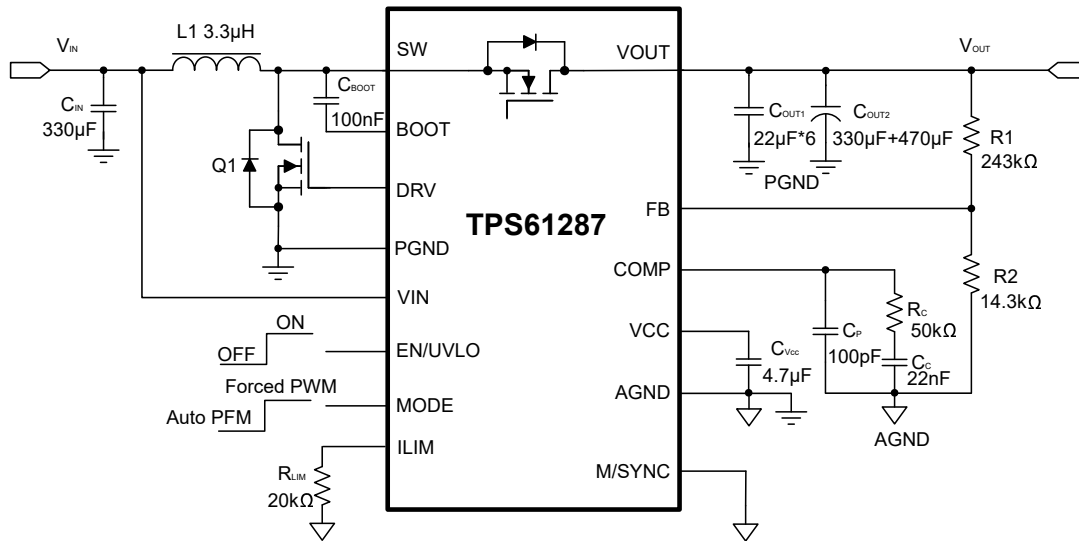 L1 3.3µH
VIN
CIN
330µF
CBOOT
100nF
Q1
SW
BOOT
DRV
PGND
VIN
EN/UVLO
MODE
ILIM
ON
OFF
Forced PWM
Auto PFM
RLIM
20kΩ
TPS61287
VOUT
FB
COMP
VCC
AGND
M/SYNC
VOUT
COUT1
22µF*6
PGND
COUT2
330µF+470µF
R1
243kΩ
R2
14.3kΩ
RC
50kΩ
CP
100pF
CC
22nF
CVcc
4.7µF
AGND